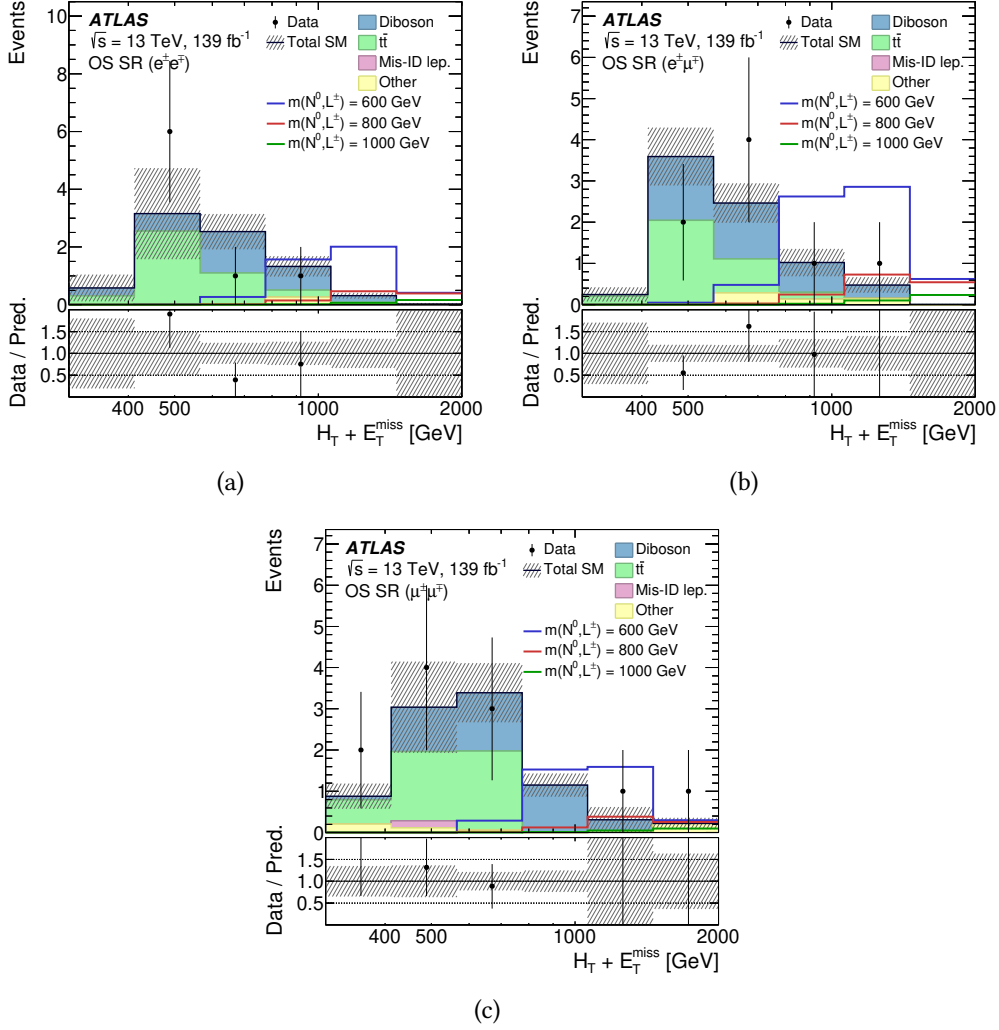 ATLAS
√s = 13 TeV, 139 fb⁻¹
OS SR (e±e∓)
Data
Total SM
Diboson
tt̄
Mis-ID lep.
Other
m(N⁰,L±) = 600 GeV
m(N⁰,L±) = 800 GeV
m(N⁰,L±) = 1000 GeV
Events
10
8
6
4
2
0
Data / Pred.
1.5
1.0
0.5
400 500 1000 2000
H_T + E_T^miss [GeV]
(a)
ATLAS
√s = 13 TeV, 139 fb⁻¹
OS SR (e±μ∓)
Data
Total SM
Diboson
tt̄
Mis-ID lep.
Other
m(N⁰,L±) = 600 GeV
m(N⁰,L±) = 800 GeV
m(N⁰,L±) = 1000 GeV
Events
7
6
5
4
3
2
1
0
Data / Pred.
1.5
1.0
0.5
400 500 1000 2000
H_T + E_T^miss [GeV]
(b)
ATLAS
√s = 13 TeV, 139 fb⁻¹
OS SR (μ±μ∓)
Data
Total SM
Diboson
tt̄
Mis-ID lep.
Other
m(N⁰,L±) = 600 GeV
m(N⁰,L±) = 800 GeV
m(N⁰,L±) = 1000 GeV
Events
7
6
5
4
3
2
1
0
Data / Pred.
1.5
1.0
0.5
400 500 1000 2000
H_T + E_T^miss [GeV]
(c)